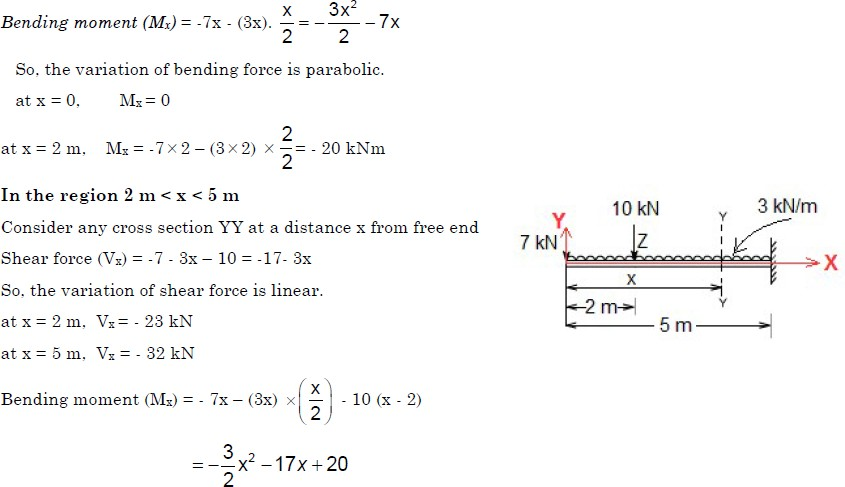 Bending moment (Mx) = -7x - (3x). x/2 = - 3x²/2 - 7x
So, the variation of bending force is parabolic.
at x = 0, Mx = 0
at x = 2 m, Mx = -7×2 – (3×2) × 2/2 = - 20 kNm
In the region 2 m < x < 5 m
Consider any cross section YY at a distance x from free end
Shear force (Vx) = -7 - 3x – 10 = -17- 3x
So, the variation of shear force is linear.
at x = 2 m, Vx = - 23 kN
at x = 5 m, Vx = - 32 kN
Bending moment (Mx) = - 7x – (3x) × (x/2) - 10 (x - 2)
= - 3/2 x² - 17x + 20
10 kN
Y
3 kN/m
Y
7 kN
Z
X
x
Y
2 m
5 m